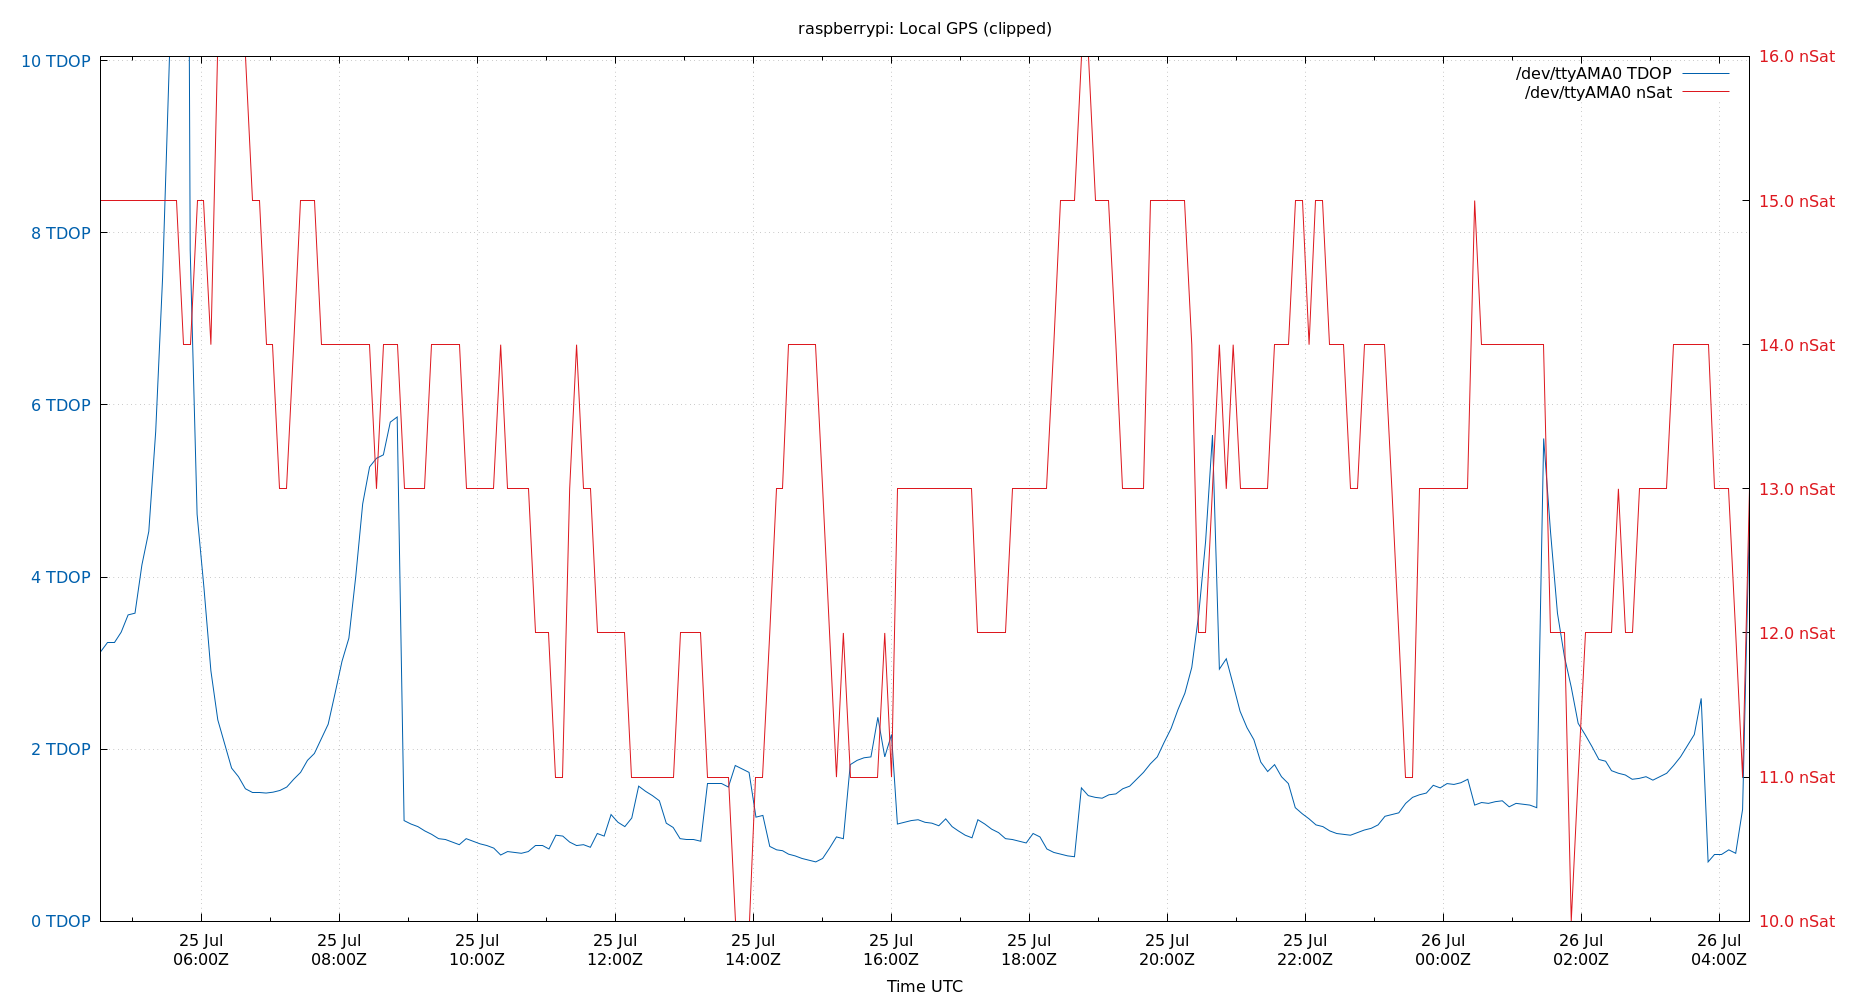 raspberrypi: Local GPS (clipped)
10 TDOP
8 TDOP
6 TDOP
4 TDOP
2 TDOP
0 TDOP
16.0 nSat
15.0 nSat
14.0 nSat
13.0 nSat
12.0 nSat
11.0 nSat
10.0 nSat
/dev/ttyAMA0 TDOP
/dev/ttyAMA0 nSat
25 Jul
06:00Z
25 Jul
08:00Z
25 Jul
10:00Z
25 Jul
12:00Z
25 Jul
14:00Z
25 Jul
16:00Z
25 Jul
18:00Z
25 Jul
20:00Z
25 Jul
22:00Z
26 Jul
00:00Z
26 Jul
02:00Z
26 Jul
04:00Z
Time UTC